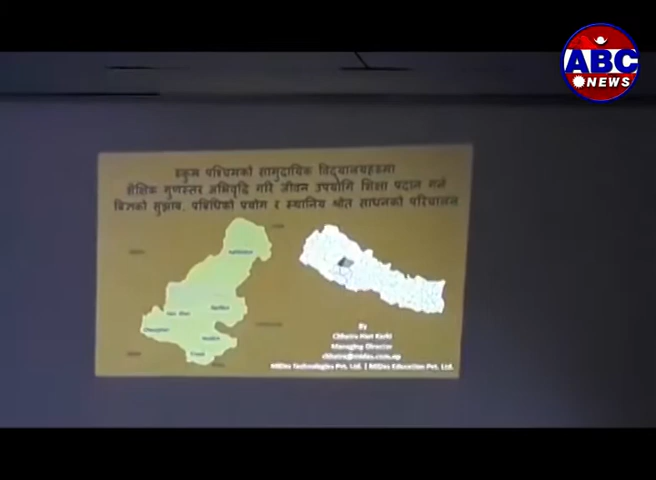 ABC
NEWS
रुकुम पश्चिमको सामुदायिक विद्यालयहरुमा
शैक्षिक गुणस्तर अभिवृद्धि गरि जीवन उपयोगि शिक्षा प्रदान गर्न
विज्ञको सुझाव, प्रविधिको प्रयोग र स्थानिय श्रोत साधनको परिचालन
By
Chhatra Hari Karki
Managing Director
MiDas Technologies Pvt. Ltd. | MiDas Education Pvt. Ltd.